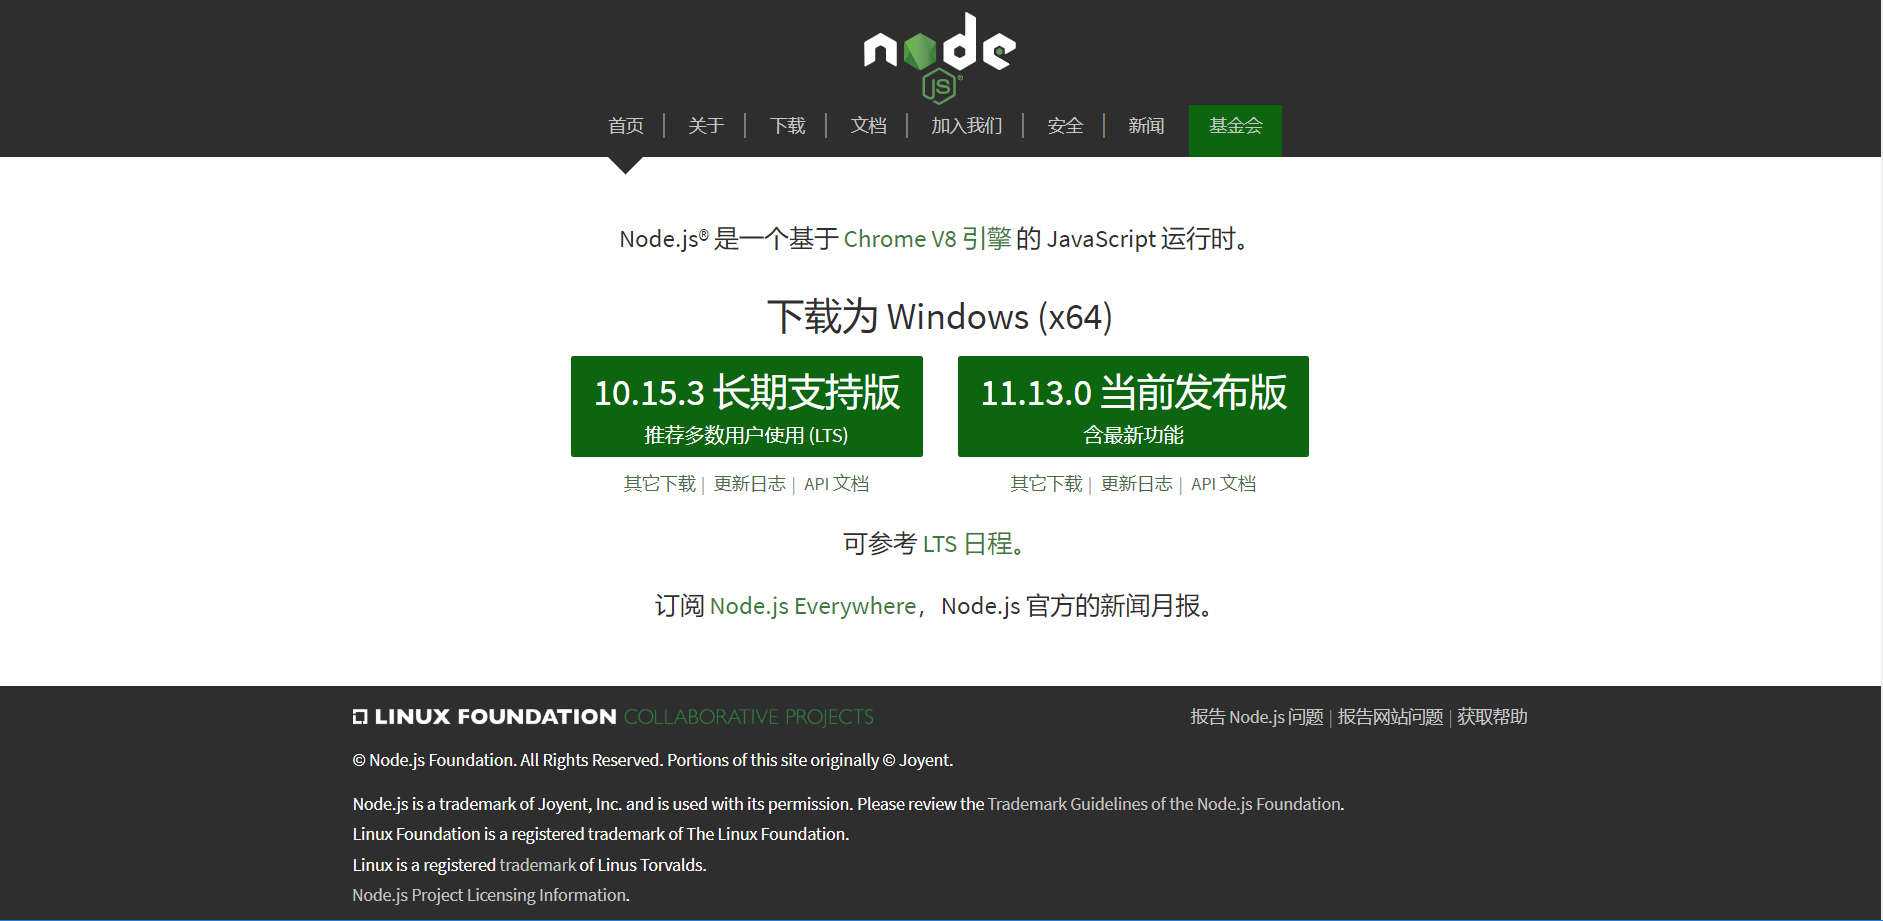 node
JS®
首页 | 关于 | 下载 | 文档 | 加入我们 | 安全 | 新闻 基金会
Node.js® 是一个基于 Chrome V8 引擎 的 JavaScript 运行时。
下载为 Windows (x64)
10.15.3 长期支持版
推荐多数用户使用 (LTS)
其它下载 | 更新日志 | API 文档
11.13.0 当前发布版
含最新功能
其它下载 | 更新日志 | API 文档
可参考 LTS 日程。
订阅 Node.js Everywhere，Node.js 官方的新闻月报。
LINUX FOUNDATION COLLABORATIVE PROJECTS
报告 Node.js 问题 | 报告网站问题 | 获取帮助
© Node.js Foundation. All Rights Reserved. Portions of this site originally © Joyent.
Node.js is a trademark of Joyent, Inc. and is used with its permission. Please review the Trademark Guidelines of the Node.js Foundation.
Linux Foundation is a registered trademark of The Linux Foundation.
Linux is a registered trademark of Linus Torvalds.
Node.js Project Licensing Information.